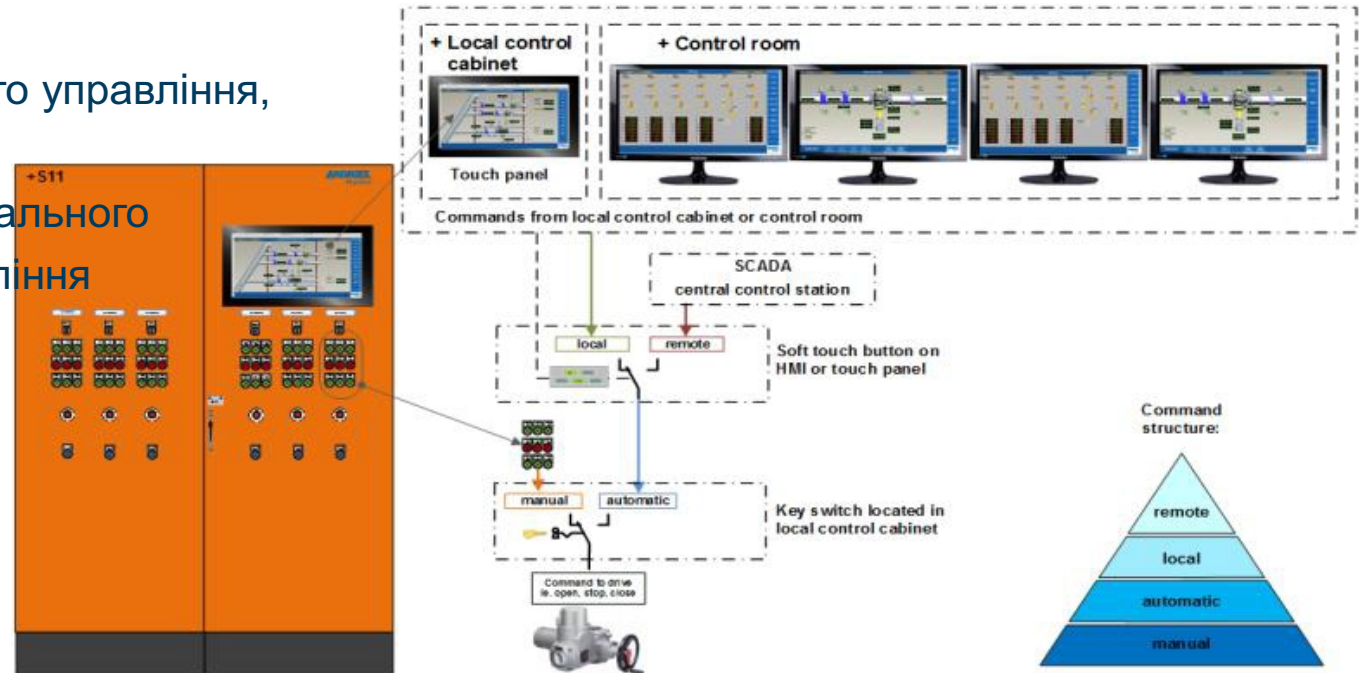 го управління,
ального
ління
+S11
ANDRITZ
+ Local control
cabinet
Touch panel
+ Control room
Commands from local control cabinet or control room
SCADA
central control station
local
remote
Soft touch button on
HMI or touch panel
manual
automatic
Key switch located in
local control cabinet
Command to drive
ie. open, stop, close
Command
structure:
remote
local
automatic
manual